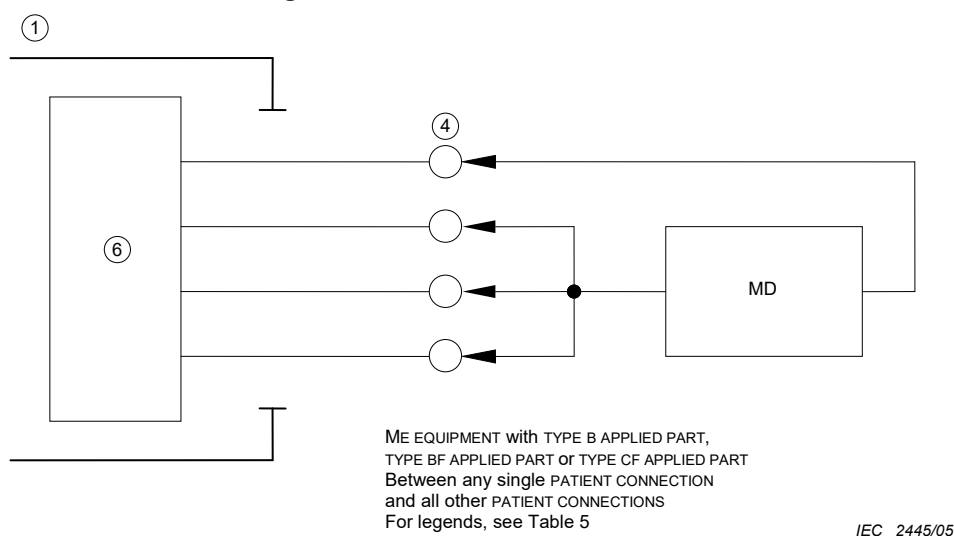 ①
④
⑥
MD
ME EQUIPMENT with TYPE B APPLIED PART,
TYPE BF APPLIED PART or TYPE CF APPLIED PART
Between any single PATIENT CONNECTION
and all other PATIENT CONNECTIONS
For legends, see Table 5
IEC 2445/05